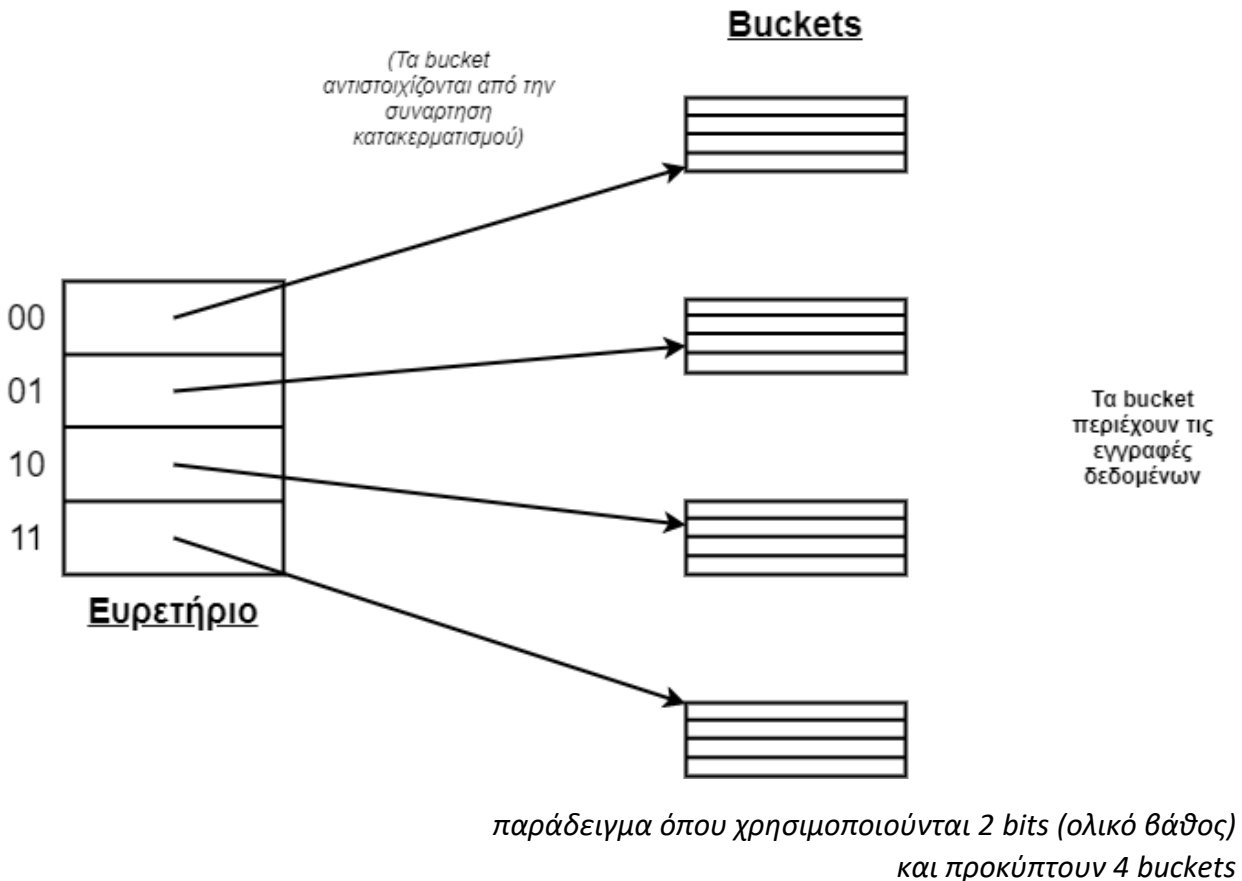 Buckets
(Τα bucket
αντιστοιχίζονται από την
συναρτηση
κατακερματισμού)
00
01
10
11
Ευρετήριο
Τα bucket
περιέχουν τις
εγγραφές
δεδομένων
παράδειγμα όπου χρησιμοποιούνται 2 bits (ολικό βάθος)
και προκύπτουν 4 buckets